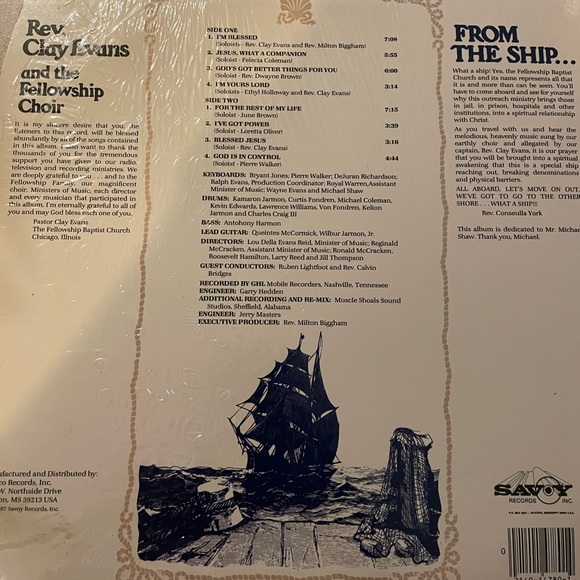 Rev.
Clay Evans
and the
Fellowship
Choir
It is my sincere desire that you, the
listeners to this record, will be blessed
abundantly by all of the songs contained
in this album. I also want to thank the
thousands of you for the tremendous
support you have given to our radio,
television and recording ministries. We
are deeply grateful to you . . . and to the
Fellowship Family, our magnificent
choir, Ministers of Music, each director
and every musician that participated in
this album. I'm eternally grateful to all of
you and may God bless each one of you.
Pastor Clay Evans
The Fellowship Baptist Church
Chicago, Illinois
SIDE ONE
1. I'M BLESSED 7:08
(Soloists - Rev. Clay Evans and Rev. Milton Biggham)
2. JESUS, WHAT A COMPANION 5:55
(Soloist - Felecia Coleman)
3. GOD'S GOT BETTER THINGS FOR YOU 6:00
(Soloist - Rev. Dwayne Brown)
4. I'M YOURS LORD 3:14
(Soloists - Ethyl Holloway and Rev. Clay Evans)
SIDE TWO
1. FOR THE REST OF MY LIFE 7:15
(Soloist - June Brown)
2. I'VE GOT POWER 3:39
(Soloist - Loretta Oliver)
3. BLESSED JESUS 3:16
(Soloist - Rev. Clay Evans)
4. GOD IS IN CONTROL 4:44
(Soloist - Pierre Walker)
KEYBOARDS: Bryant Jones; Pierre Walker; DeJuran Richardson;
Ralph Evans, Production Coordinator; Royal Warren, Assistant
Minister of Music; Vayne Evans and Michael Shaw
DRUMS: Kamaron Jarmon, Curtis Fondren, Michael Coleman,
Kevin Edwards, Lawrence Williams, Von Fondren, Kelion
Jarmon and Charles Craig III
BASS: Antohony Harmon
LEAD GUITAR: Queintes McCormick, Wilbur Jarmon, Jr.
DIRECTORS: Lou Della Evans Reid, Minister of Music; Reginald
McCracken, Assistant Minister of Music; Ronald McCracken,
Roosevelt Hamilton, Larry Reed and Jill Thompson
GUEST CONDUCTORS: Ruben Lightfoot and Rev. Calvin
Bridges
RECORDED BY GHL Mobile Recorders, Nashville, Tennessee
ENGINEER: Garry Hedden
ADDITIONAL RECORDING AND RE-MIX: Muscle Shoals Sound
Studios, Sheffield, Alabama
ENGINEER: Jerry Masters
EXECUTIVE PRODUCER: Rev. Milton Biggham
FROM
THE SHIP...
What a ship! Yes, the Fellowship Baptist
Church and its name represents all that
it is and more than can be seen. You'll
have to come aboard and see for yourself
why this outreach ministry brings those
in jail, in prison, hospitals and other
institutions, into a spiritual relationship
with Christ.
As you travel with us and hear the
melodious, heavenly music sung by our
earthly choir and allegated by our
captain, Rev. Clay Evans, it is our prayer
that you will be brought into a spiritual
awakening that this is a special ship
reaching out, breaking denominations
and physical barriers.
ALL ABOARD, LET'S MOVE ON OUT.
WE'VE GOT TO GO TO THE OTHER
SHORE . . . WHAT A SHIP!!!
Rev. Consuella York
This album is dedicated to Mr. Michael
Shaw. Thank you, Michael.
ufactured and Distributed by:
co Records, Inc.
W. Northside Drive
on, MS 39213 USA
87 Savoy Records, Inc.
SAVOY
RECORDS INC.
0